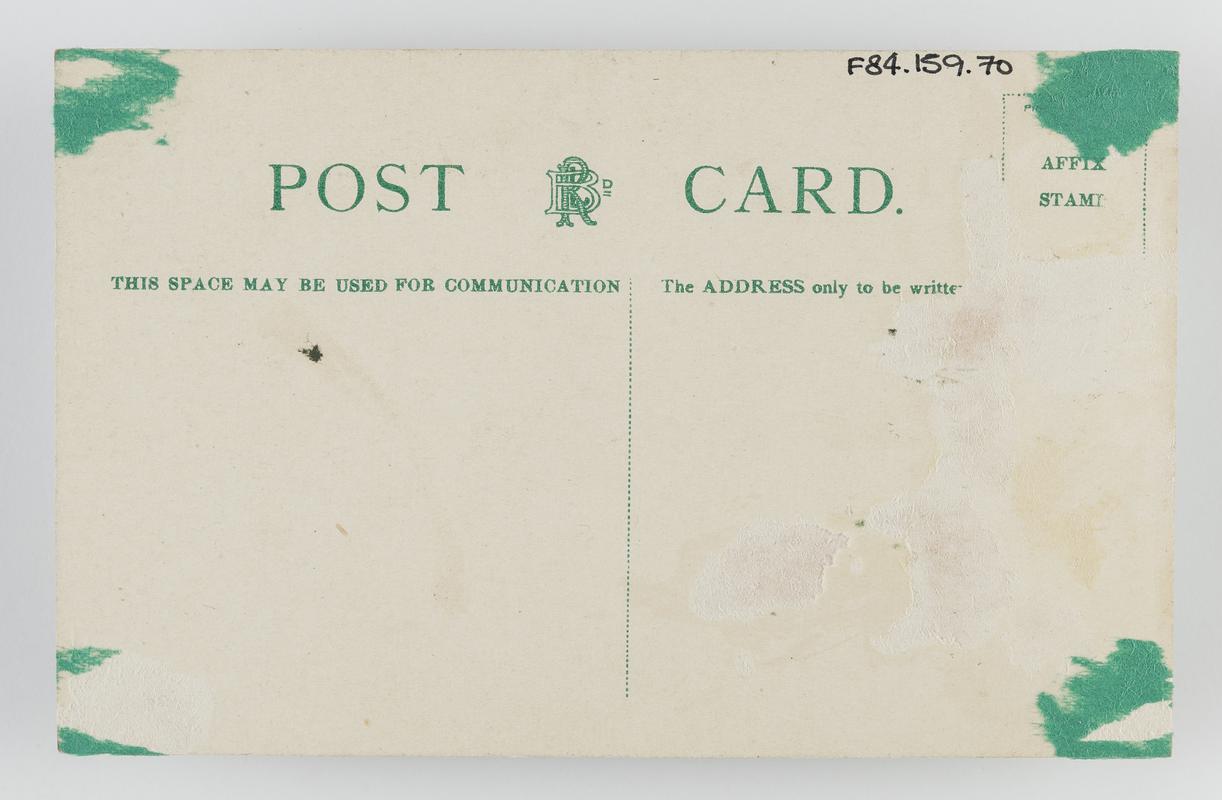 F84.159.70
POST CARD.
AFFIX
STAM
THIS SPACE MAY BE USED FOR COMMUNICATION
The ADDRESS only to be writte